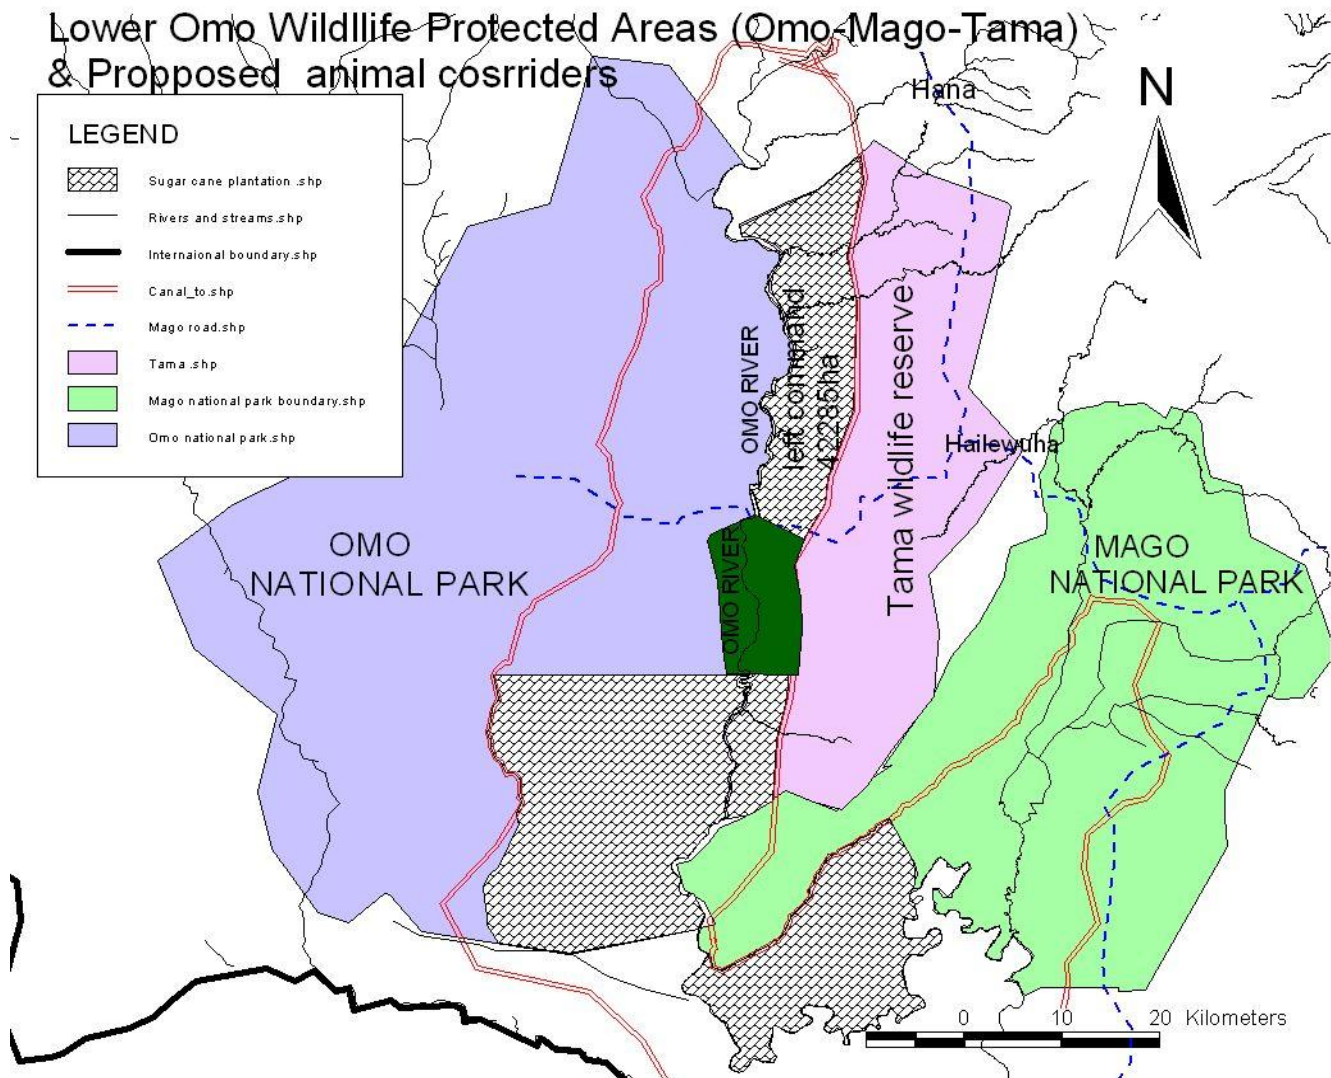 Lower Omo Wildllife Protected Areas (Omo-Mago-Tama)
& Propposed animal cosrriders
LEGEND
Sugar cane plantation .shp
Rivers and streams.shp
Internaional boundary.shp
Canal_to.shp
Mago road.shp
Tama .shp
Mago national park boundary.shp
Omo national park.shp
Hana
N
OMO RIVER
left command
42285ha
Tama wildlife reserve
Hailewuha
OMO
NATIONAL PARK
OMO RIVER
MAGO
NATIONAL PARK
0 10 20 Kilometers